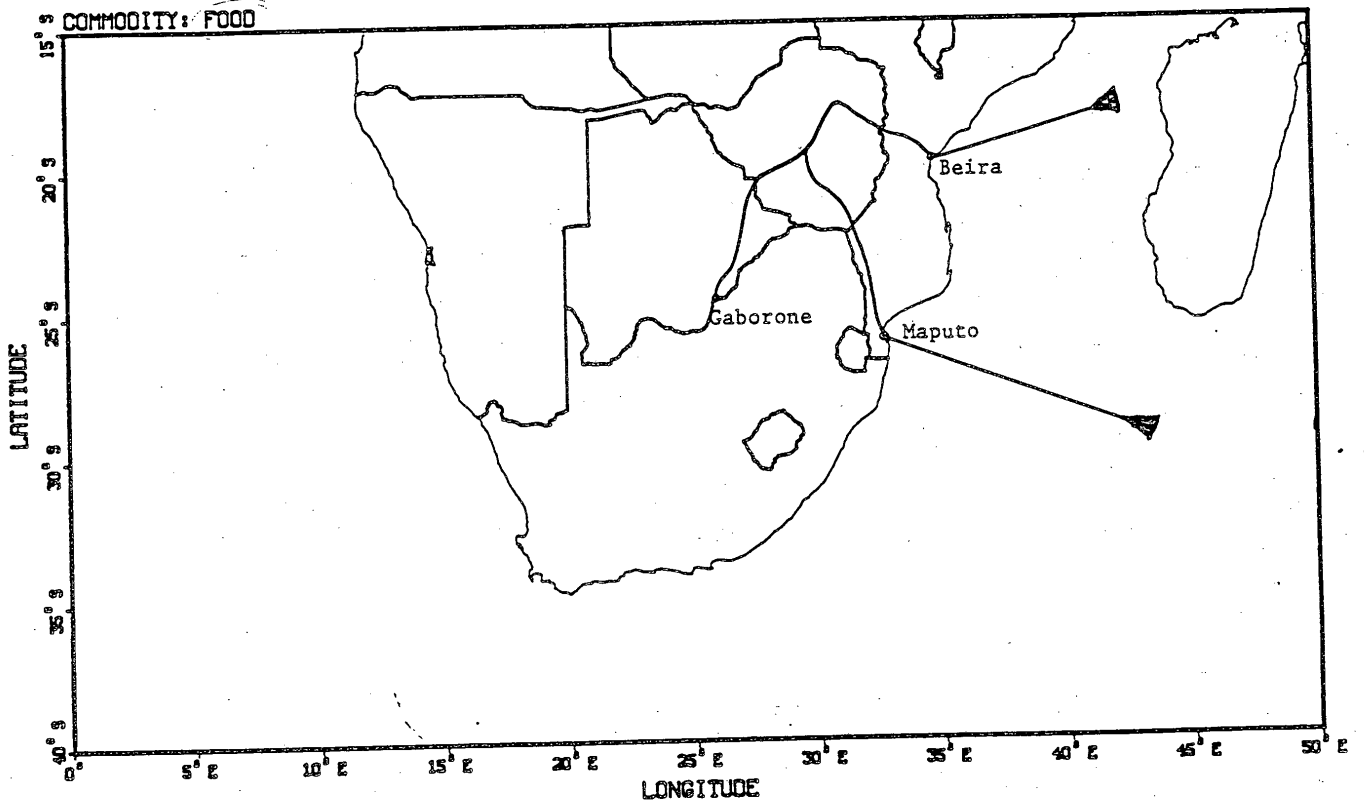 COMMODITY: FOOD
15° S
20° S
25° S
30° S
35° S
40° S
LATITUDE
Beira
Gaborone
Maputo
0° 5° E 10° E 15° E 20° E 25° E 30° E 35° E 40° E 45° E 50° E
LONGITUDE